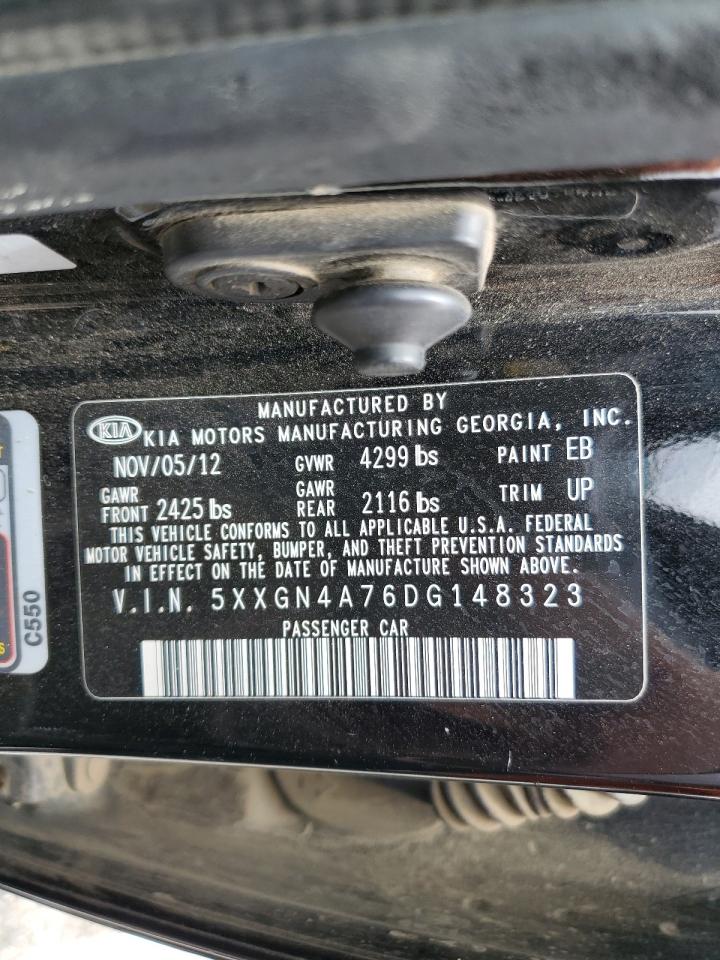 MANUFACTURED BY
KIA KIA MOTORS MANUFACTURING GEORGIA, INC.
NOV/05/12 GVWR 4299 lbs PAINT EB
GAWR FRONT 2425 lbs GAWR REAR 2116 lbs TRIM UP
THIS VEHICLE CONFORMS TO ALL APPLICABLE U.S.A. FEDERAL
MOTOR VEHICLE SAFETY, BUMPER, AND THEFT PREVENTION STANDARDS
IN EFFECT ON THE DATE OF MANUFACTURE SHOWN ABOVE.
V.I.N. 5XXGN4A76DG148323
PASSENGER CAR
C550